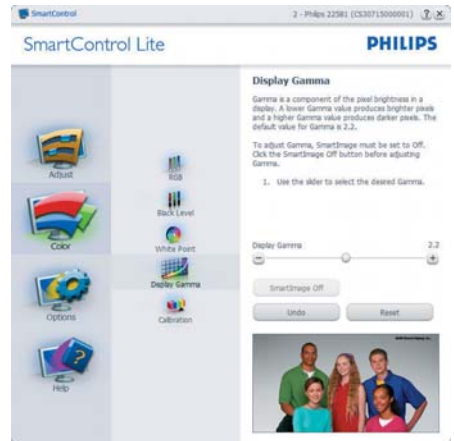 SmartControl
2 - Philips 225B1 (CS30715000001)
SmartControl Lite
PHILIPS
Adjust
Color
Options
Help
RGB
Black Level
White Point
Display Gamma
Calibration
Display Gamma
Gamma is a component of the pixel brightness in a
display. A lower Gamma value produces brighter pixels
and a higher Gamma value produces darker pixels. The
default value for Gamma is 2.2.
To adjust Gamma, SmartImage must be set to Off.
Click the SmartImage Off button before adjusting
Gamma.
1. Use the slider to select the desired Gamma.
Display Gamma
2.2
SmartImage Off
Undo
Reset